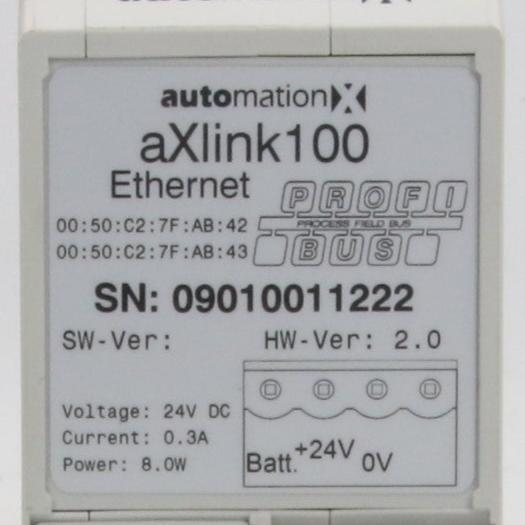 automationX
aXlink100
Ethernet
PROFI
PROCESS FIELD BUS
BUS
00:50:C2:7F:AB:42
00:50:C2:7F:AB:43
SN: 09010011222
SW-Ver: HW-Ver: 2.0
Voltage: 24V DC
Current: 0.3A
Power: 8.0W
Batt. +24V 0V